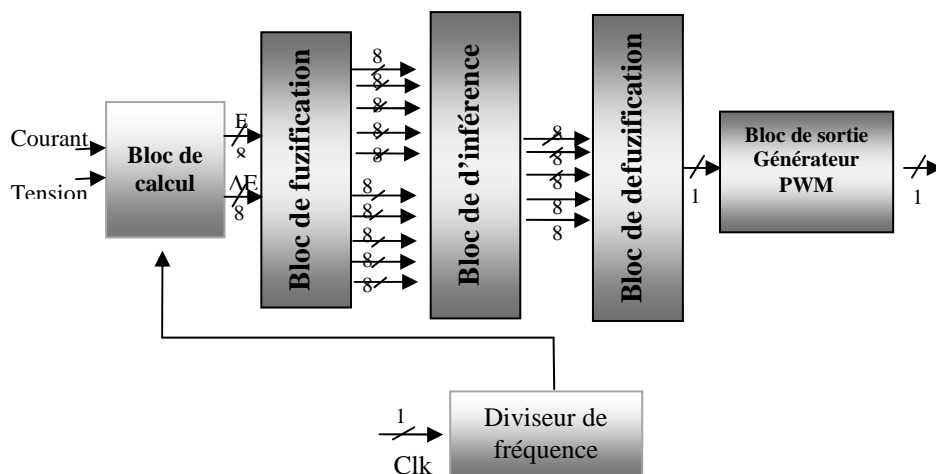 Courant
Tension
Bloc de
calcul
E
8
ΔE
8
Bloc de fuzification
8
8
8
8
8
8
8
8
8
8
Bloc de d'inférence
8
8
8
8
8
Bloc de defuzification
1
Bloc de sortie
Générateur
PWM
1
1
Clk
Diviseur de
fréquence